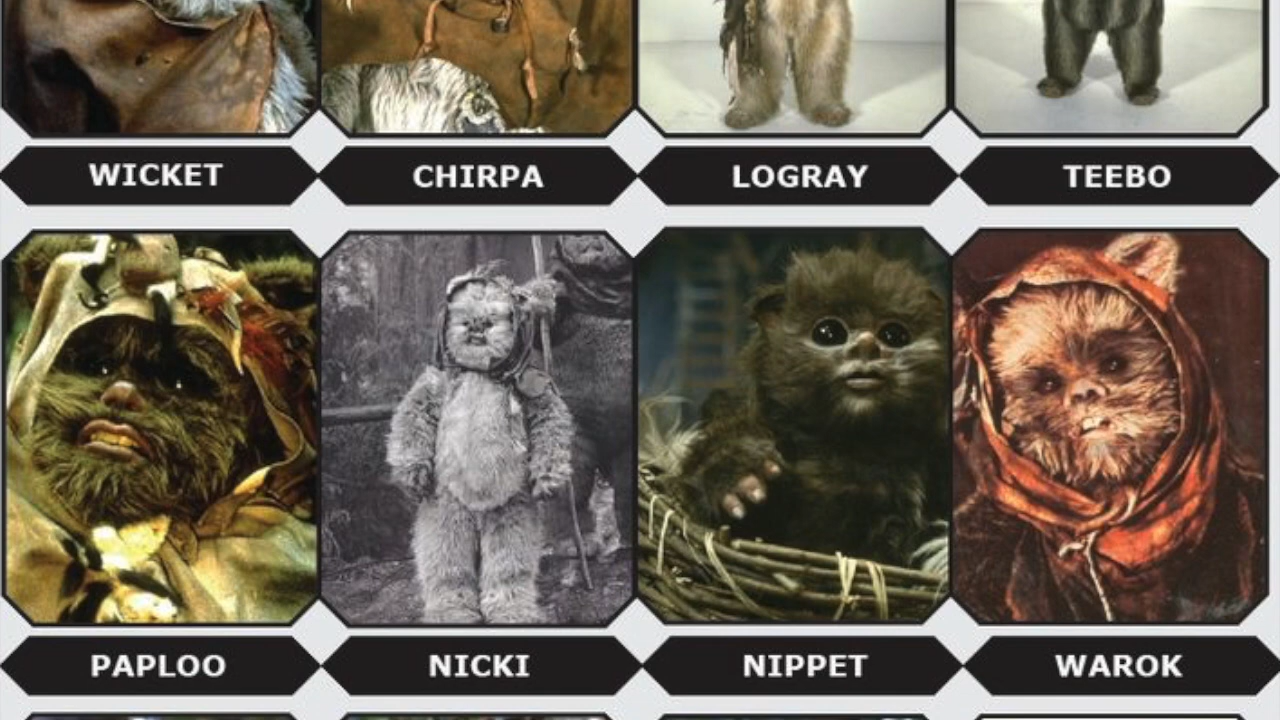 WICKET
CHIRPA
LOGRAY
TEEBO
PAPLOO
NICKI
NIPPET
WAROK